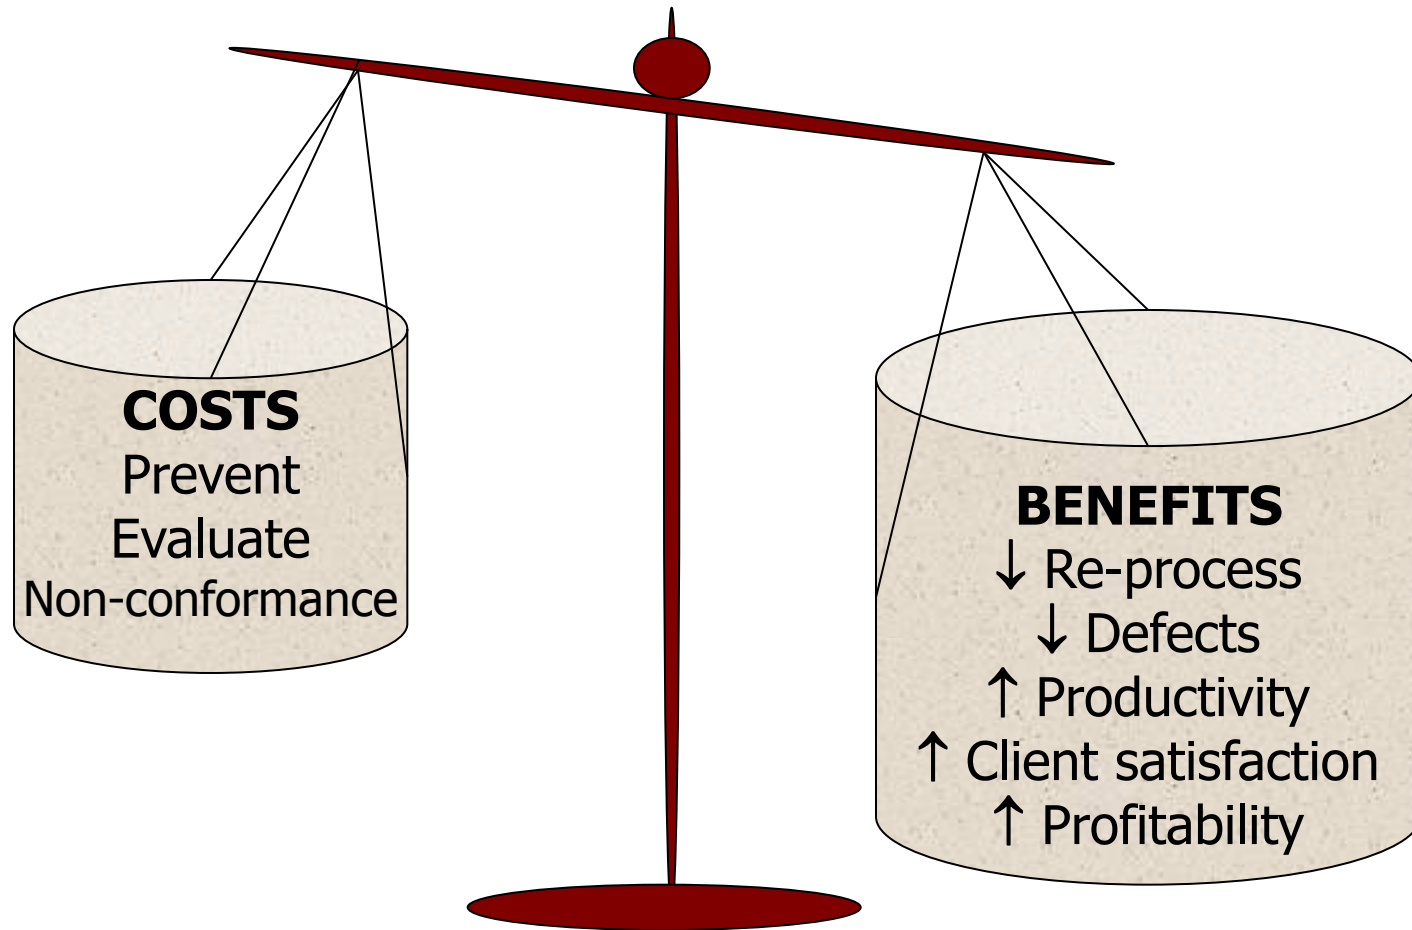 COSTS
Prevent
Evaluate
Non-conformance
BENEFITS
↓ Re-process
↓ Defects
↑ Productivity
↑ Client satisfaction
↑ Profitability